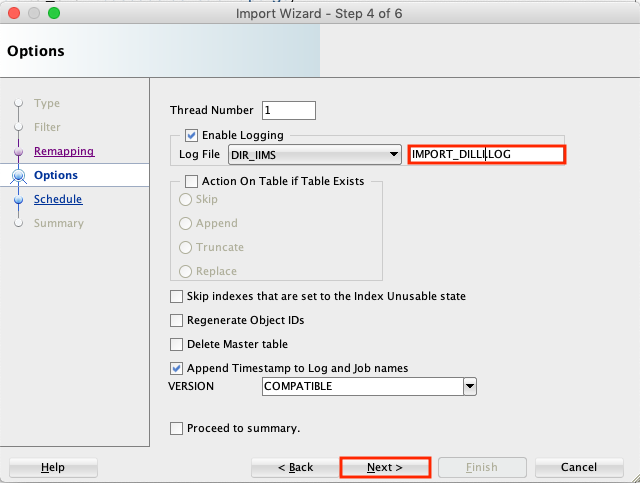 Import Wizard - Step 4 of 6
Options
Type
Filter
Remapping
Options
Schedule
Summary
Thread Number 1
Enable Logging
Log File DIR_IIMS IMPORT_DILLI.LOG
Action On Table if Table Exists
Skip
Append
Truncate
Replace
Skip indexes that are set to the Index Unusable state
Regenerate Object IDs
Delete Master table
Append Timestamp to Log and Job names
VERSION COMPATIBLE
Proceed to summary.
Help < Back Next > Finish Cancel